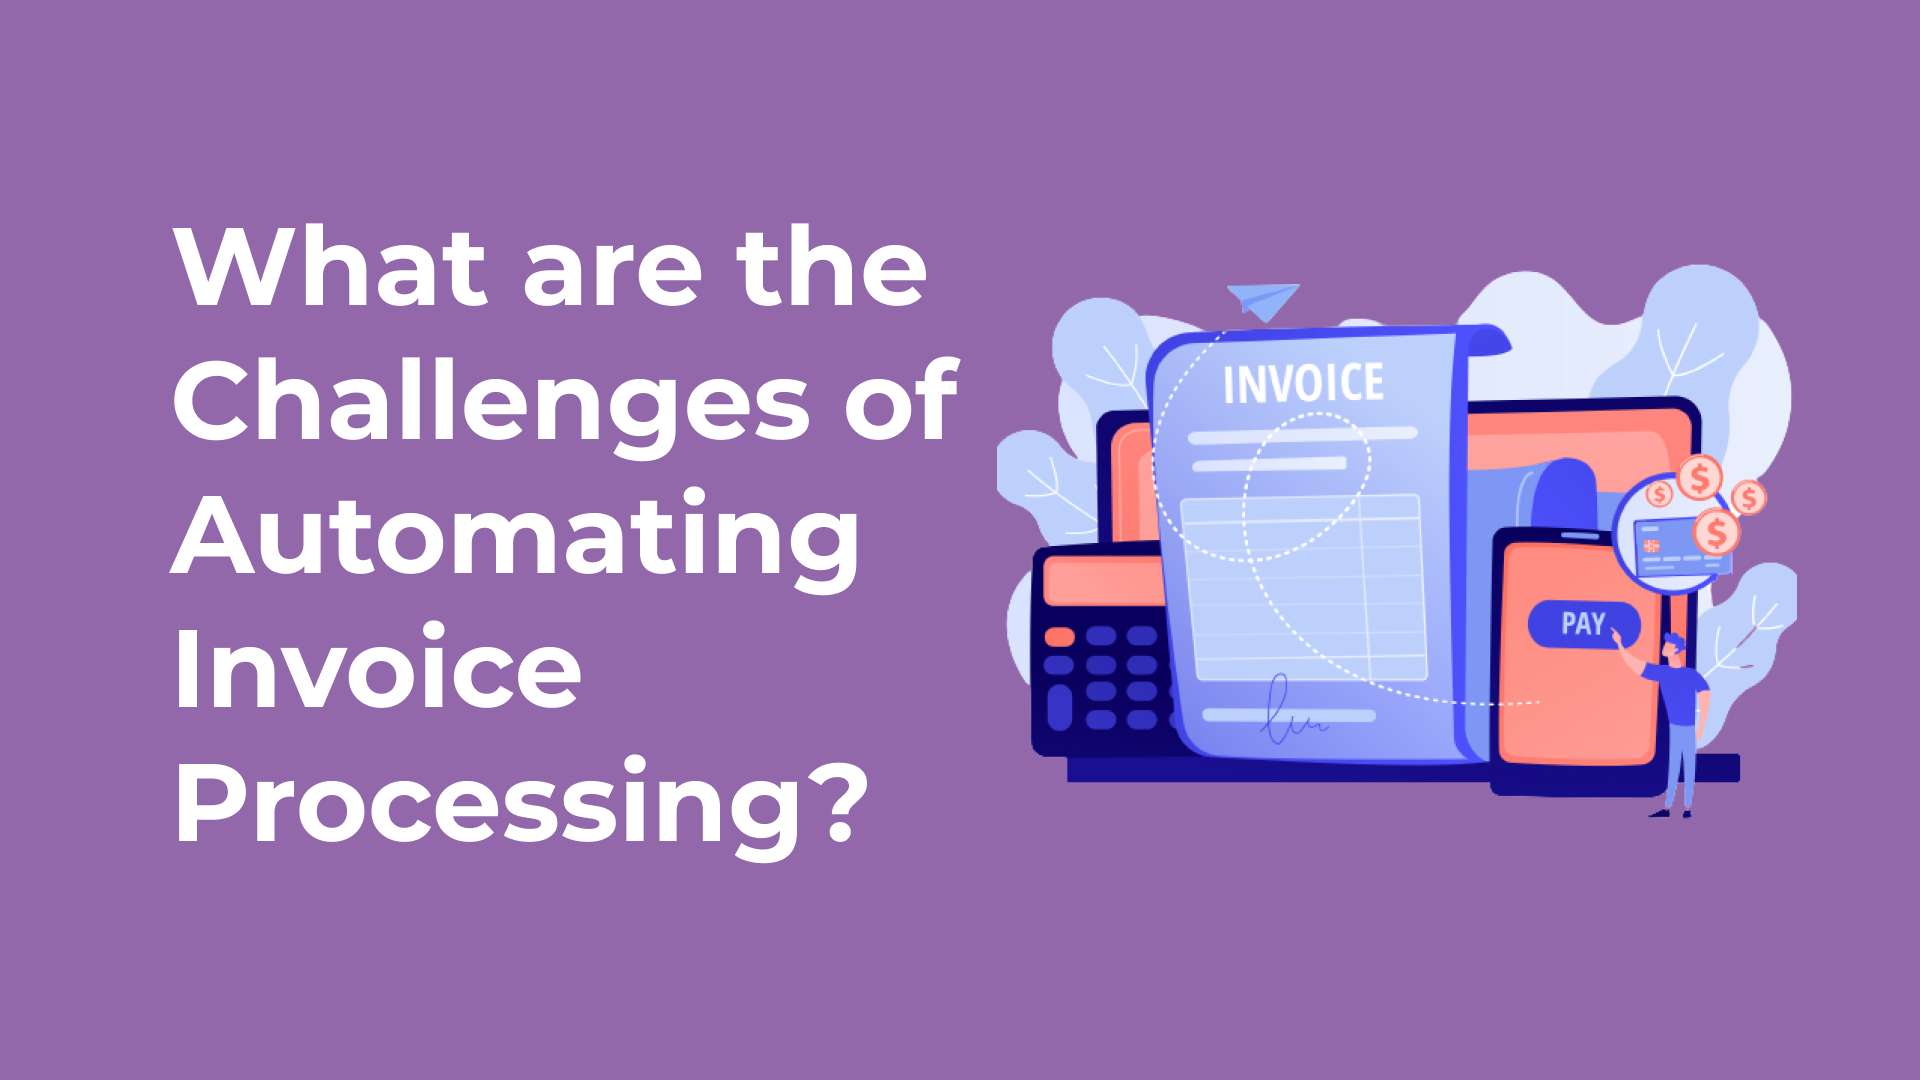 What are the
Challenges of
Automating
Invoice
Processing?
INVOICE
PAY
$
$
$
$